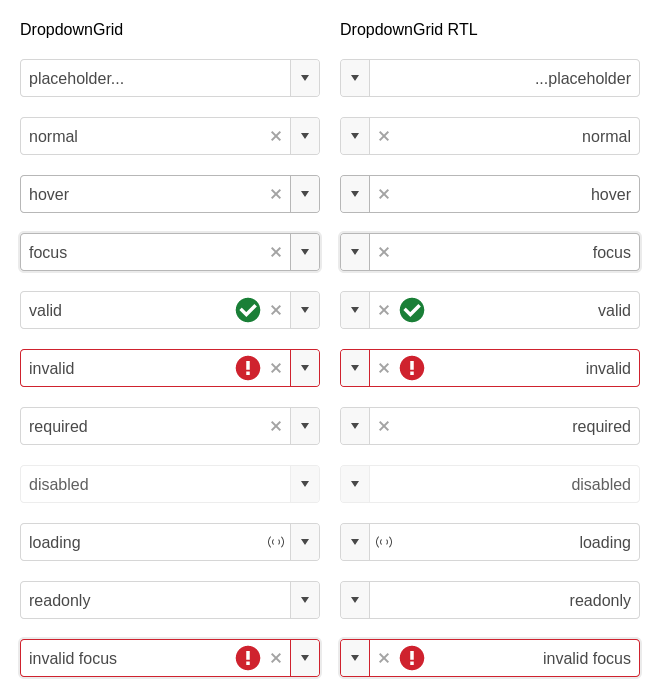 DropdownGrid
DropdownGrid RTL
placeholder...
...placeholder
normal
normal
hover
hover
focus
focus
valid
valid
invalid
invalid
required
required
disabled
disabled
loading
loading
readonly
readonly
invalid focus
invalid focus